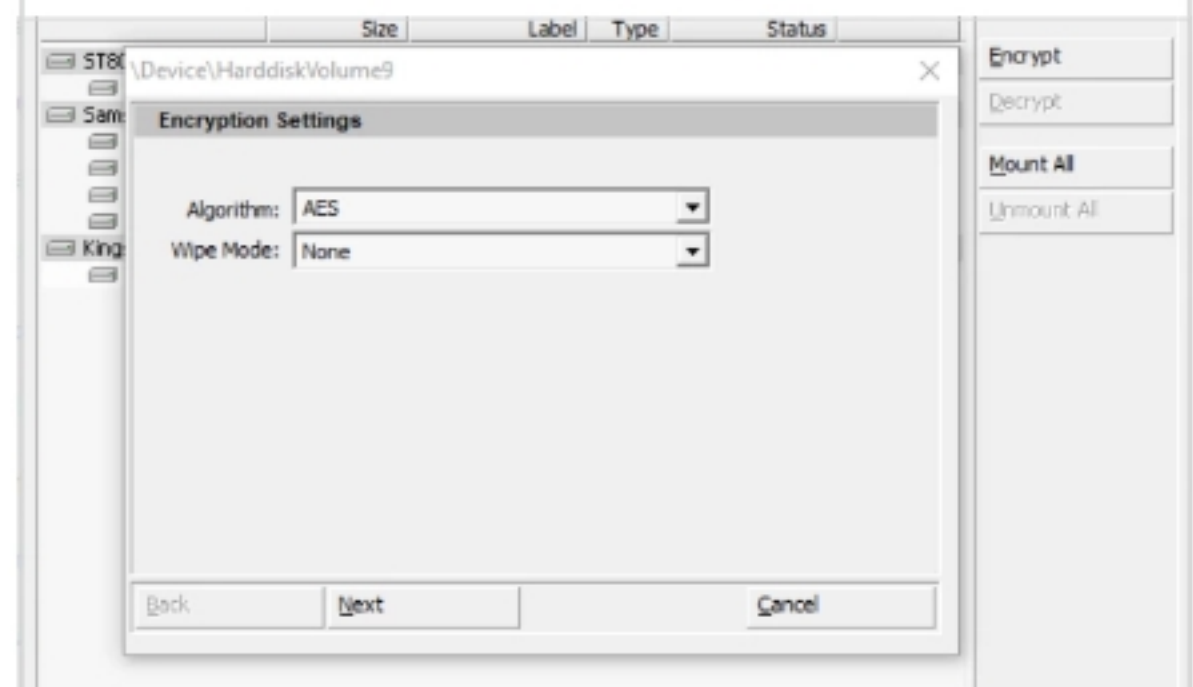 Size Label Type Status
ST80
\Device\HarddiskVolume9
Encrypt
Decrypt
Sam
Encryption Settings
Mount All
Unmount All
Algorithm: AES
King
Wipe Mode: None
Back Next Cancel